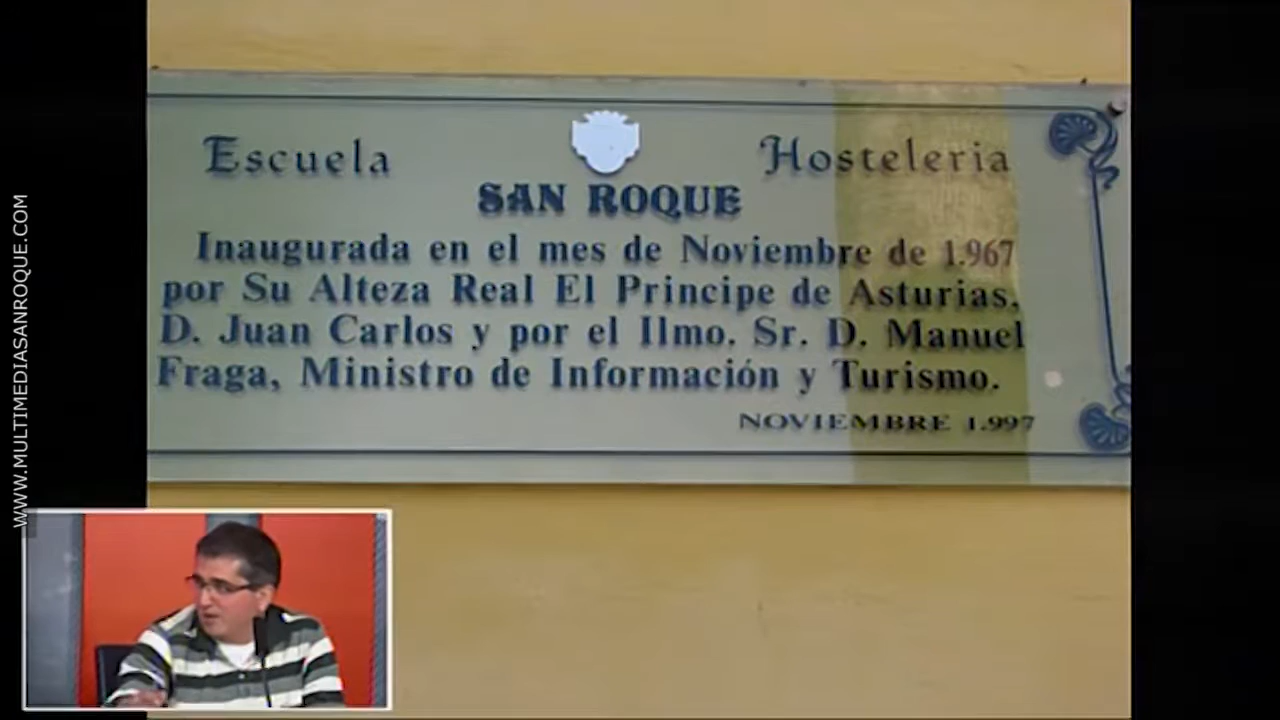 WWW.MULTIMEDIASANROQUE.COM
Escuela Hosteleria
SAN ROQUE
Inaugurada en el mes de Noviembre de 1.967
por Su Alteza Real El Principe de Asturias.
D. Juan Carlos y por el Ilmo. Sr. D. Manuel
Fraga, Ministro de Información y Turismo.
NOVIEMBRE 1.997